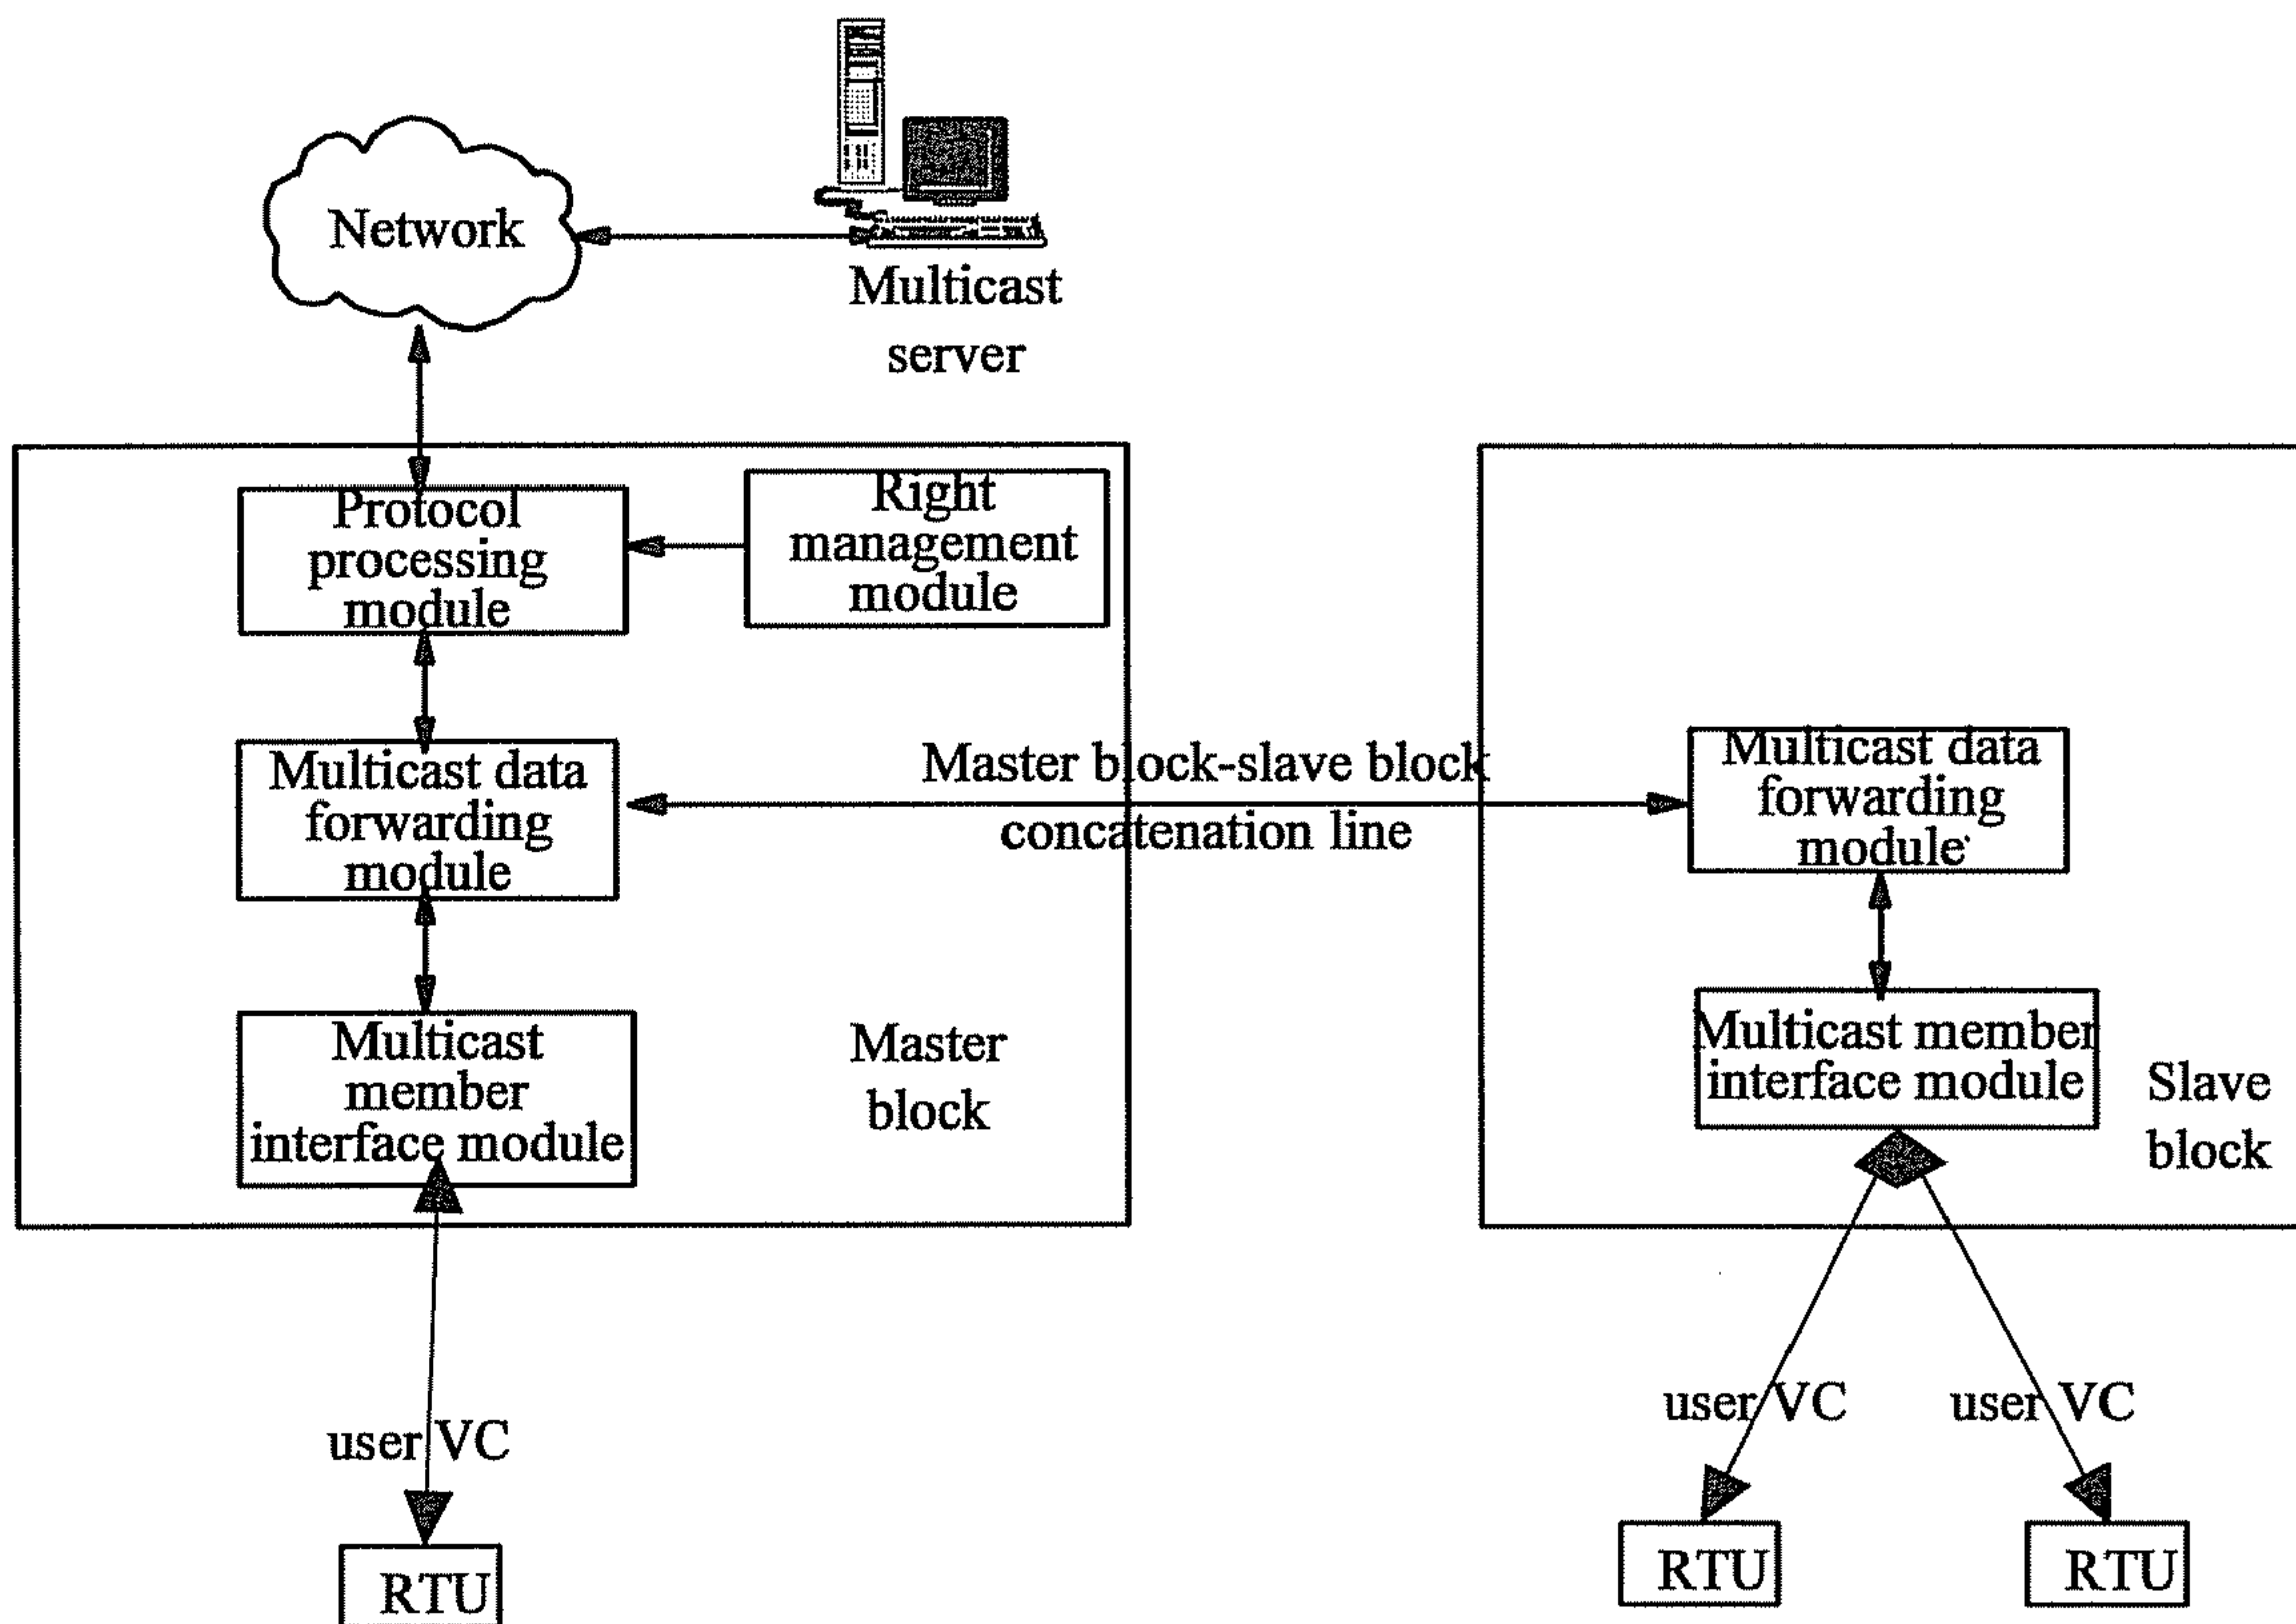 Network
Multicast
server
Protocol
processing
module
Right
management
module
Multicast data
forwarding
module
Master block-slave block
concatenation line
Multicast data
forwarding
module
Multicast
member
interface module
Master
block
Multicast member
interface module
Slave
block
user VC
user VC
user VC
RTU
RTU
RTU